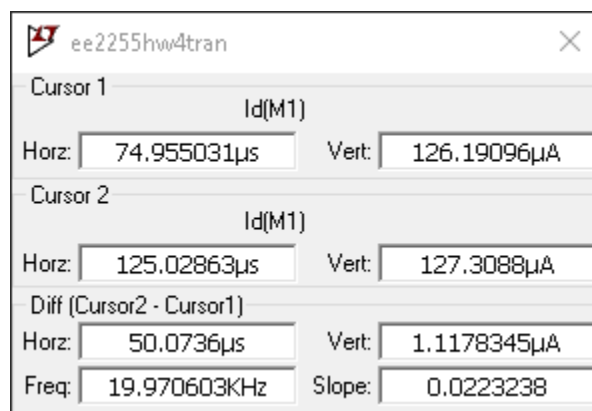 ee2255hw4tran
Cursor 1
Id(M1)
Horz: 74.955031µs Vert: 126.19096µA
Cursor 2
Id(M1)
Horz: 125.02863µs Vert: 127.3088µA
Diff (Cursor2 - Cursor1)
Horz: 50.0736µs Vert: 1.1178345µA
Freq: 19.970603KHz Slope: 0.0223238